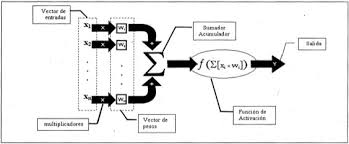 Vector de
entradas
Sumador
Acumulador
Salida
x₁ x w₁
x₂ x w₂
Σ
f (Σ[xᵢ * wᵢ])
Y
xₙ x wₙ
multiplicadores
Vector de
pesos
Función de
Activación